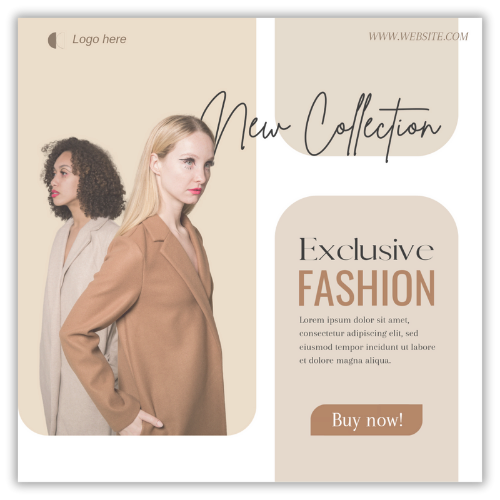 Logo here
WWW.WEBSITE.COM
New Collection
Exclusive
FASHION
Lorem ipsum dolor sit amet,
consectetur adipiscing elit, sed
eiusmod tempor incidunt ut labore
et dolore magna aliqua.
Buy now!